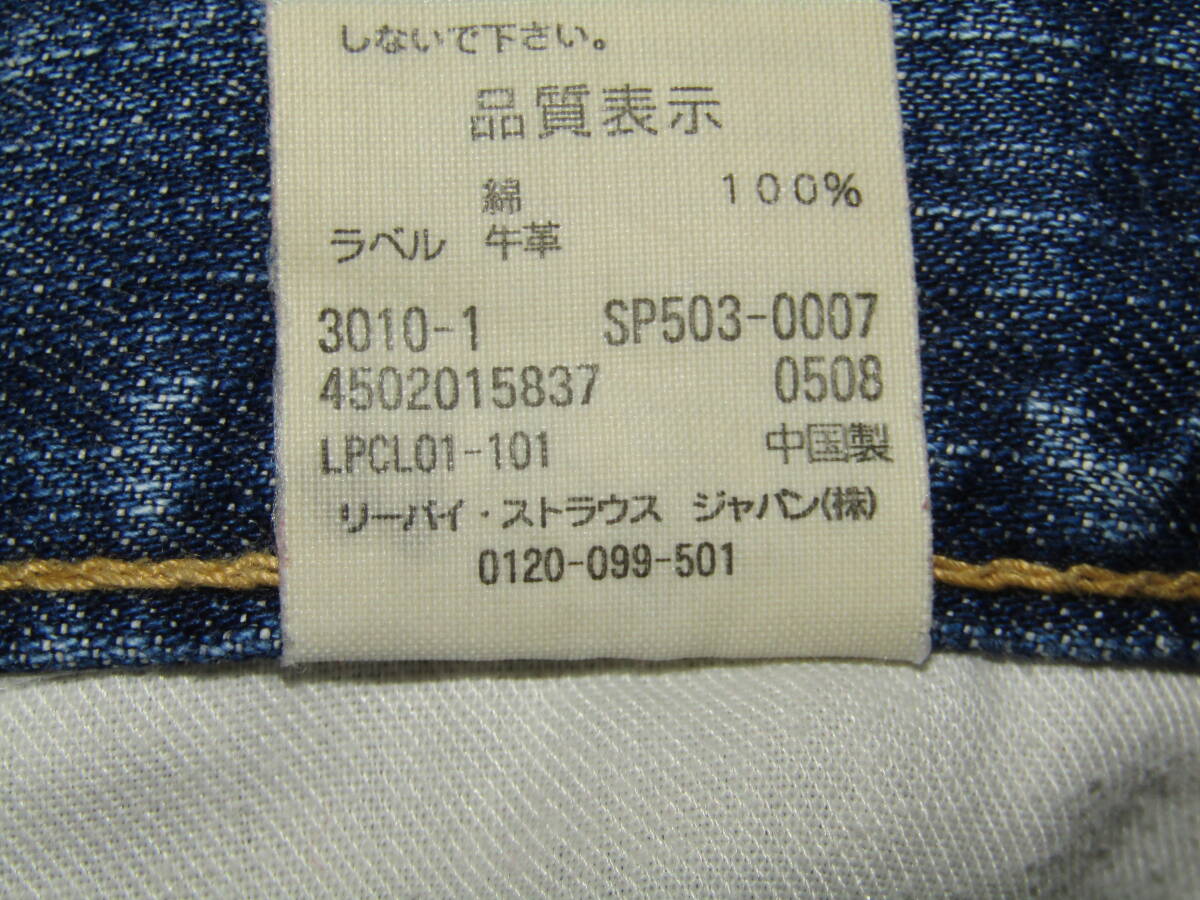 しないで下さい。
品質表示
綿 100%
ラベル 牛革
3010-1 SP503-0007
4502015837 0508
LPCL01-101 中国製
リーバイ・ストラウス ジャパン(株)
0120-099-501